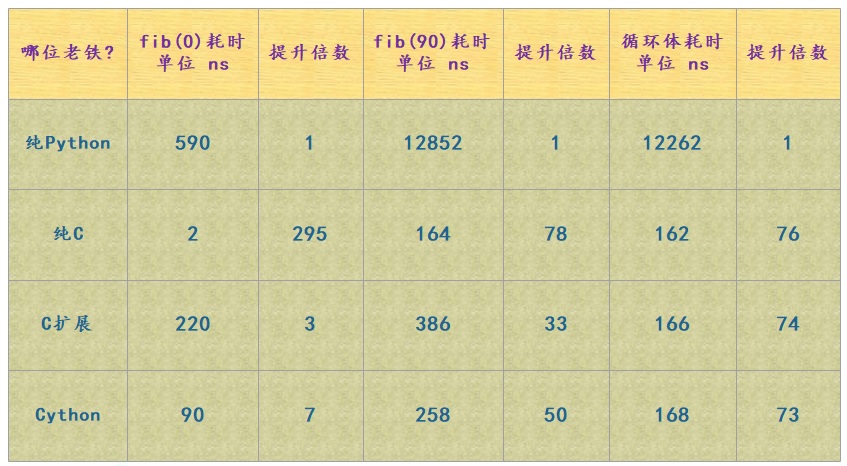 哪位老铁? fib(0)耗时 单位 ns 提升倍数 fib(90)耗时 单位 ns 提升倍数 循环体耗时 单位 ns 提升倍数
纯Python 590 1 12852 1 12262 1
纯C 2 295 164 78 162 76
C扩展 220 3 386 33 166 74
Cython 90 7 258 50 168 73